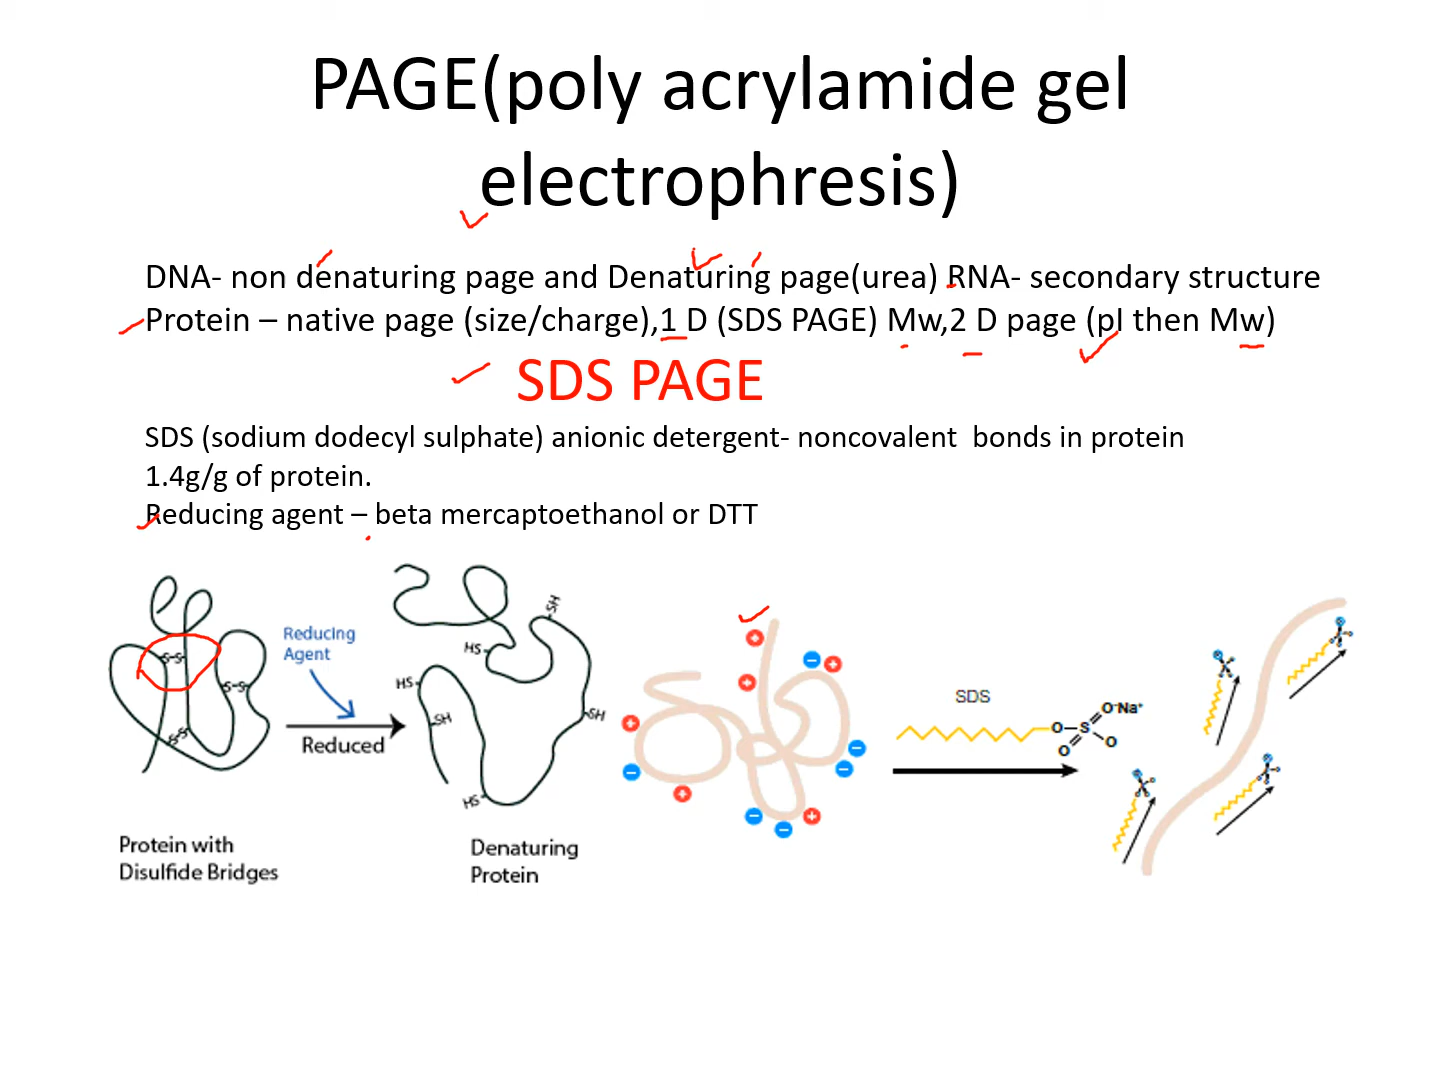 PAGE(poly acrylamide gel
electrophresis)
DNA- non denaturing page and Denaturing page(urea) RNA- secondary structure
Protein – native page (size/charge),1 D (SDS PAGE) Mw,2 D page (pI then Mw)
SDS PAGE
SDS (sodium dodecyl sulphate) anionic detergent- noncovalent bonds in protein
1.4g/g of protein.
Reducing agent – beta mercaptoethanol or DTT
Reducing
Agent
Reduced
S-S
S-S
S-S
Protein with
Disulfide Bridges
SH
HS
HS
SH
SH
HS
Denaturing
Protein
SDS
O⁻Na⁺
O
S
O
O